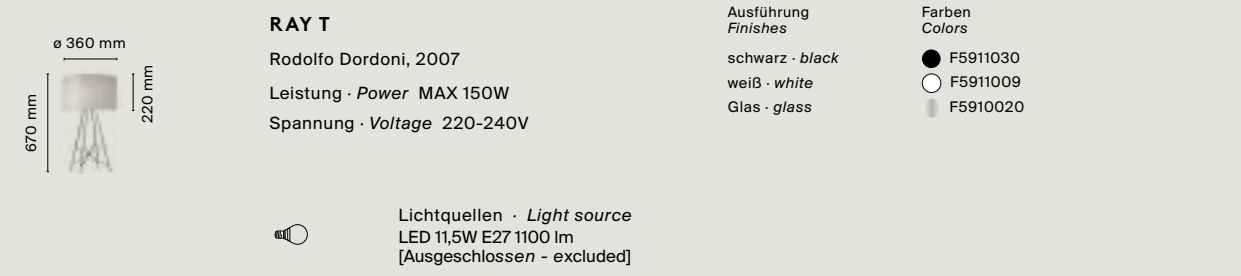 ø 360 mm
670 mm
220 mm
RAY T
Rodolfo Dordoni, 2007
Leistung · Power MAX 150W
Spannung · Voltage 220-240V
Lichtquellen · Light source
LED 11,5W E27 1100 lm
[Ausgeschlossen - excluded]
Ausführung
Finishes
schwarz · black
weiß · white
Glas · glass
Farben
Colors
F5911030
F5911009
F5910020